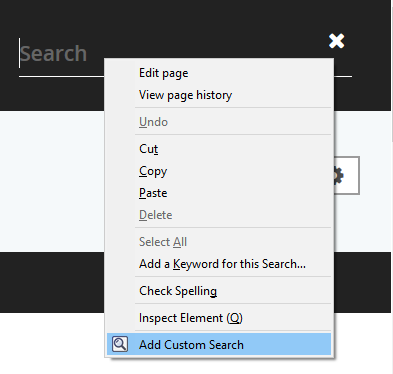 Search
Edit page
View page history
Undo
Cut
Copy
Paste
Delete
Select All
Add a Keyword for this Search...
Check Spelling
Inspect Element (Q)
Add Custom Search